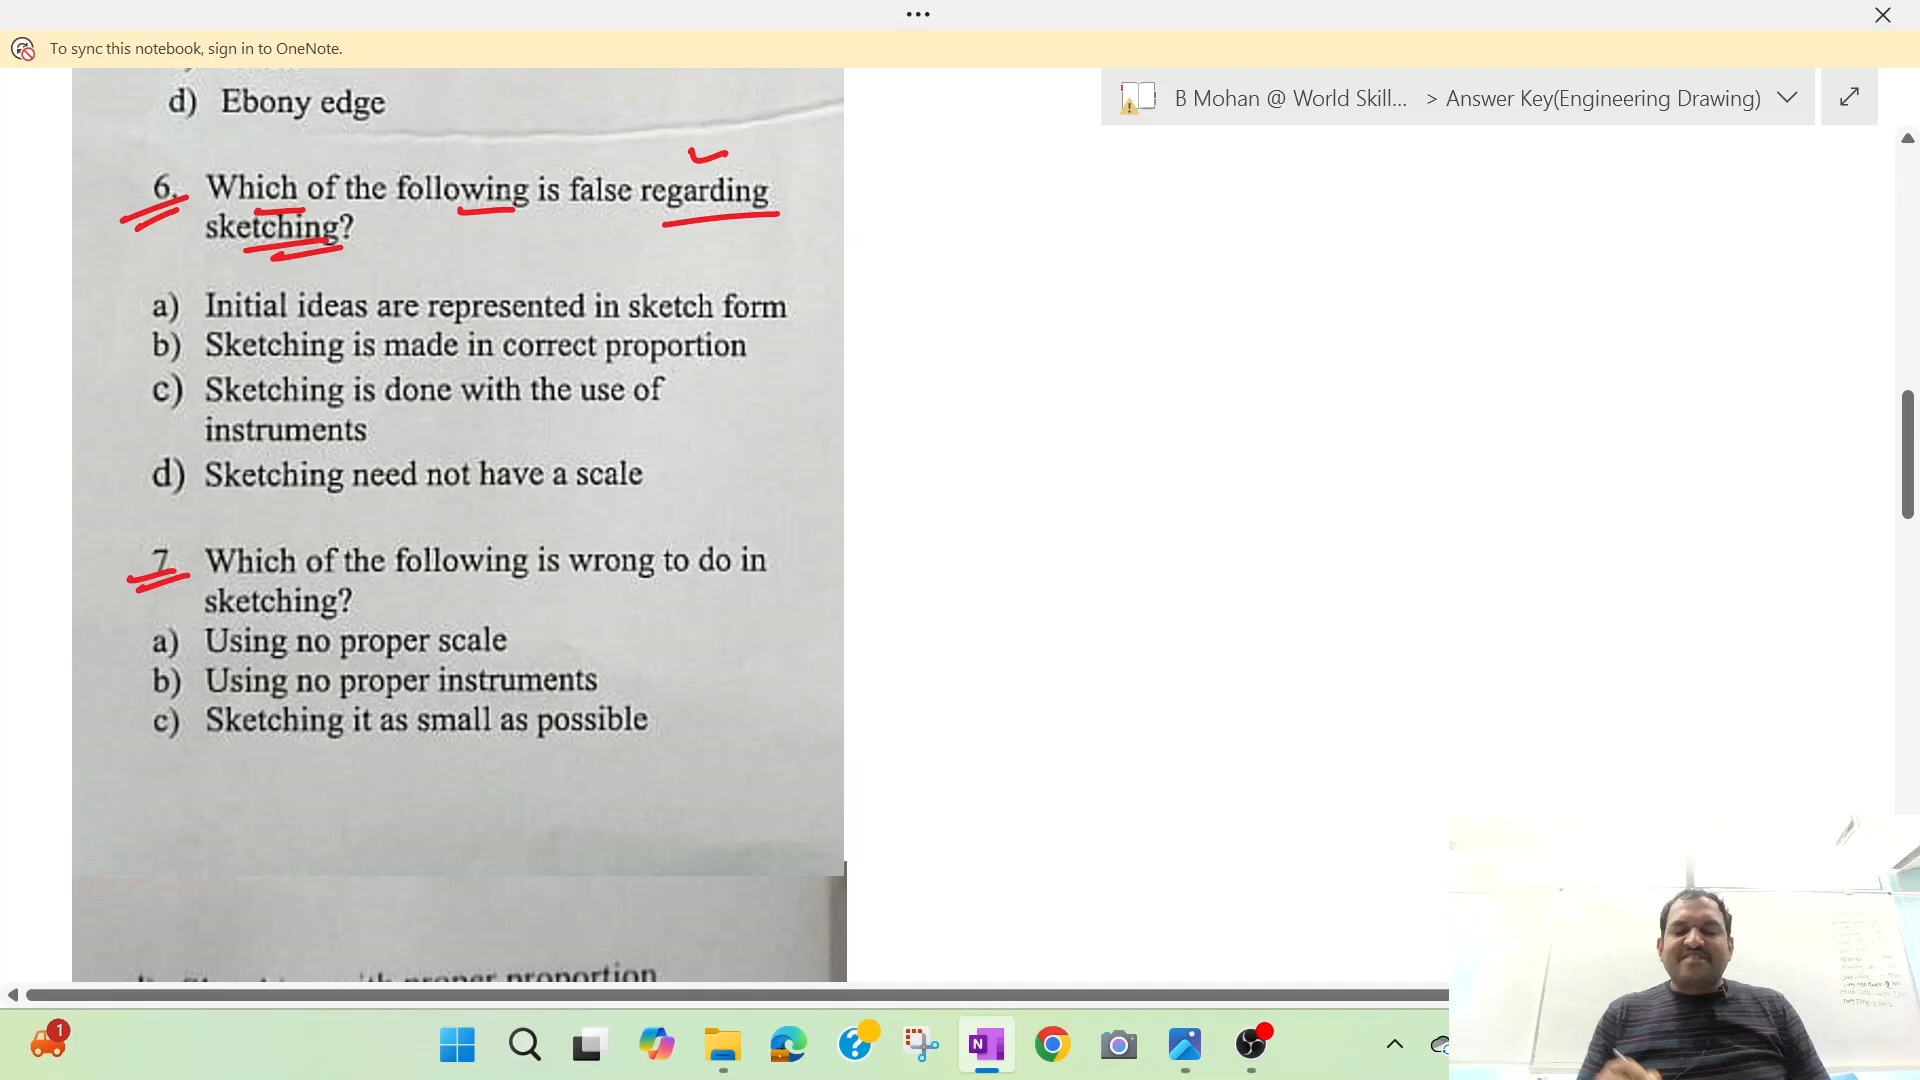 To sync this notebook, sign in to OneNote.
B Mohan @ World Skill... > Answer Key(Engineering Drawing)
d) Ebony edge
6. Which of the following is false regarding
sketching?
a) Initial ideas are represented in sketch form
b) Sketching is made in correct proportion
c) Sketching is done with the use of
instruments
d) Sketching need not have a scale
7. Which of the following is wrong to do in
sketching?
a) Using no proper scale
b) Using no proper instruments
c) Sketching it as small as possible
proper proportion
1
N